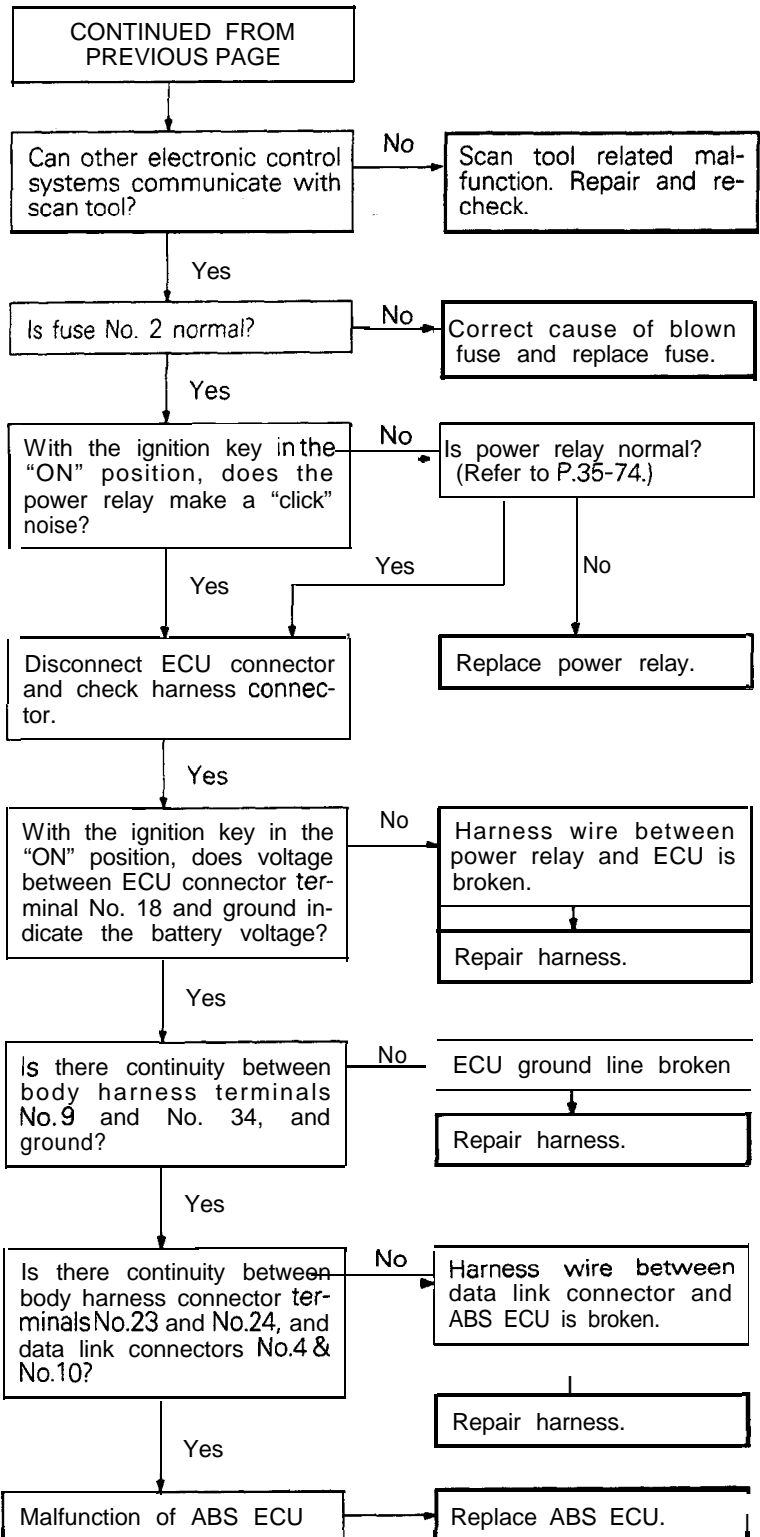 CONTINUED FROM
PREVIOUS PAGE
Can other electronic control
systems communicate with
scan tool?
No
Scan tool related mal-
function. Repair and re-
check.
Yes
Is fuse No. 2 normal?
No
Correct cause of blown
fuse and replace fuse.
Yes
With the ignition key in the
“ON” position, does the
power relay make a “click”
noise?
No
Is power relay normal?
(Refer to P.35-74.)
Yes
Yes
No
Disconnect ECU connector
and check harness connec-
tor.
Replace power relay.
Yes
With the ignition key in the
“ON” position, does voltage
between ECU connector ter-
minal No. 18 and ground in-
dicate the battery voltage?
No
Harness wire between
power relay and ECU is
broken.
Repair harness.
Yes
Is there continuity between
body harness terminals
No.9 and No. 34, and
ground?
No
ECU ground line broken
Repair harness.
Yes
Is there continuity between
body harness connector ter-
minals No.23 and No.24, and
data link connectors No.4 &
No.10?
No
Harness wire between
data link connector and
ABS ECU is broken.
Repair harness.
Yes
Malfunction of ABS ECU
Replace ABS ECU.